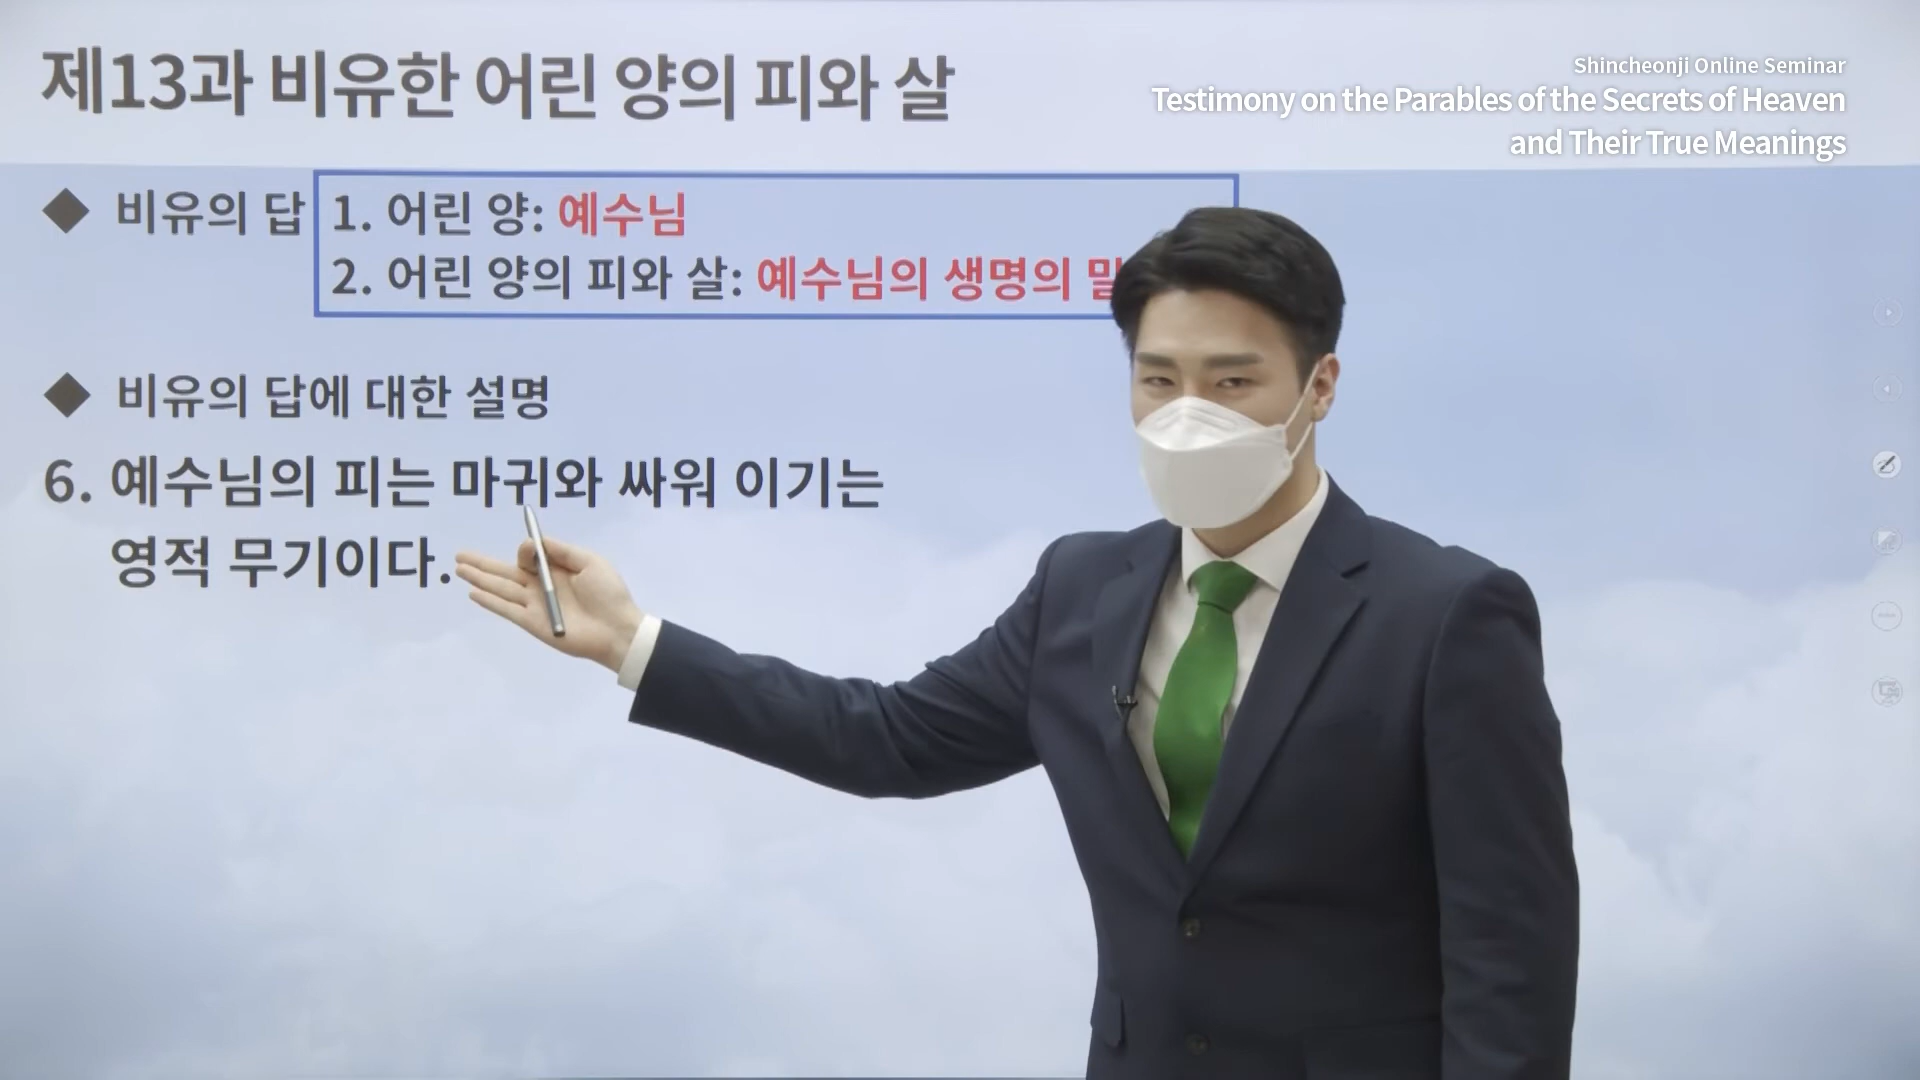 제13과 비유한 어린 양의 피와 살
Shincheonji Online Seminar
Testimony on the Parables of the Secrets of Heaven
and Their True Meanings
◆ 비유의 답
1. 어린 양: 예수님
2. 어린 양의 피와 살: 예수님의 생명의
◆ 비유의 답에 대한 설명
6. 예수님의 피는 마귀와 싸워 이기는
영적 무기이다.